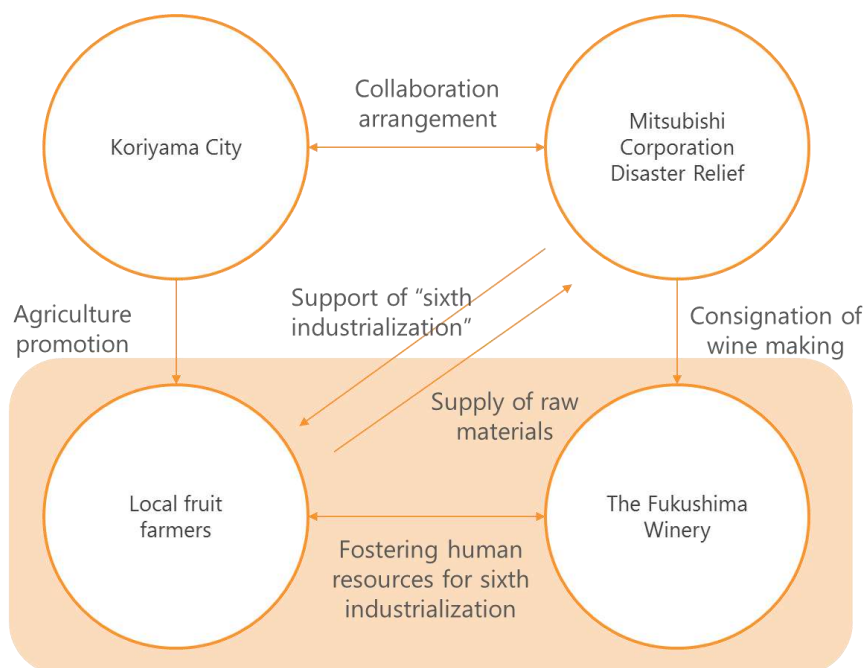 Collaboration
arrangement
Koriyama City
Mitsubishi
Corporation
Disaster Relief
Agriculture
promotion
Support of “sixth
industrialization”
Consignation of
wine making
Supply of raw
materials
Local fruit
farmers
The Fukushima
Winery
Fostering human
resources for sixth
industrialization